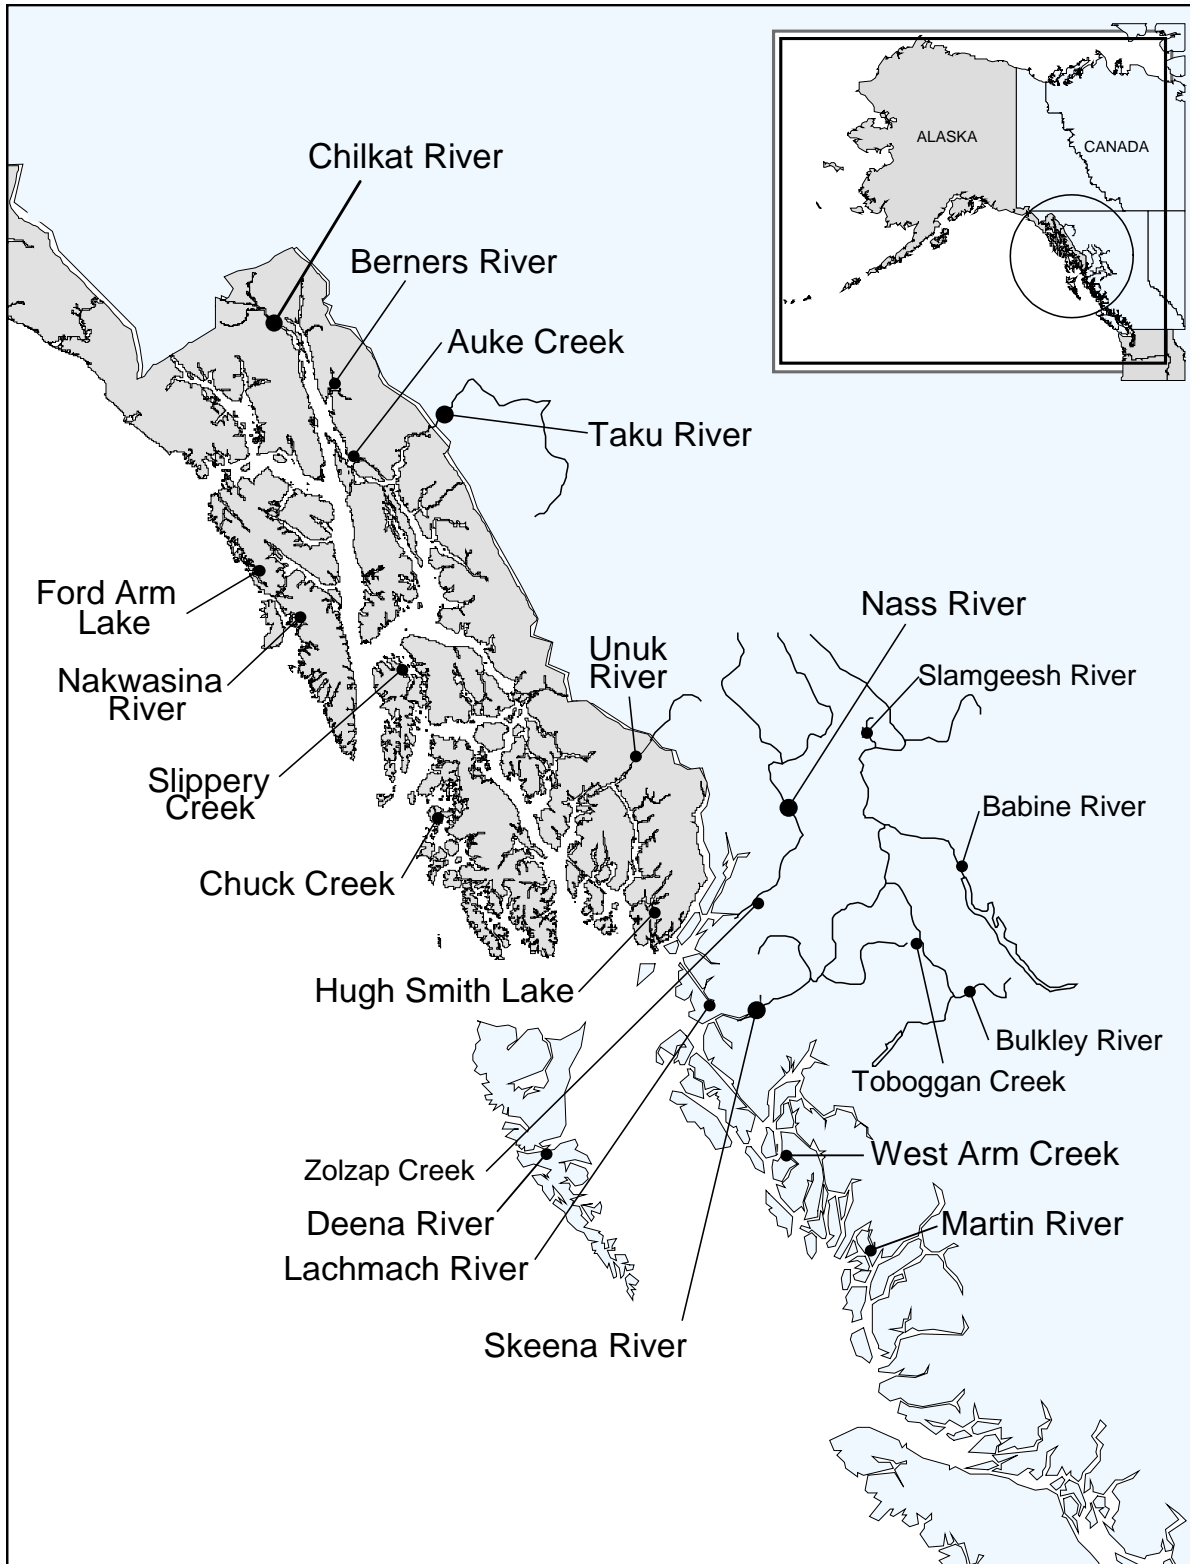 ALASKA
CANADA
Chilkat River
Berners River
Auke Creek
Taku River
Ford Arm
Lake
Nass River
Unuk
River
Nakwasina
River
Slamgeesh River
Slippery
Creek
Babine River
Chuck Creek
Hugh Smith Lake
Bulkley River
Toboggan Creek
Zolzap Creek
West Arm Creek
Deena River
Martin River
Lachmach River
Skeena River